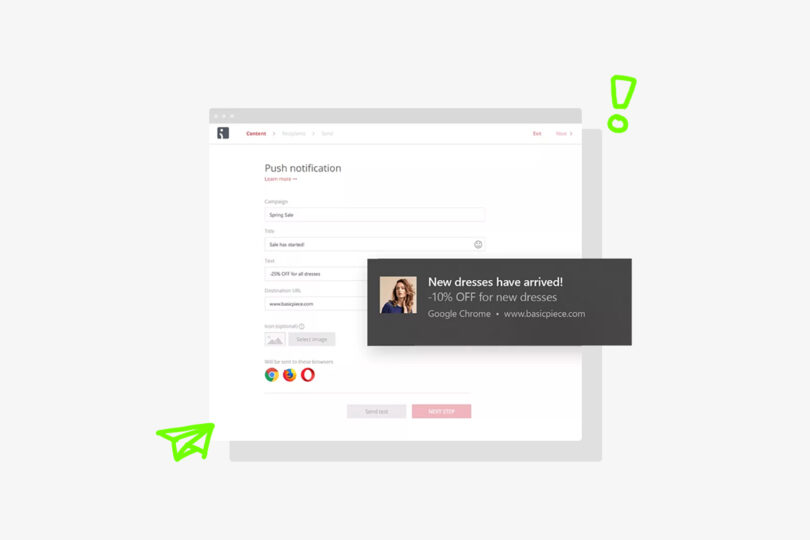 Content > Recipients > Send
Exit Next >
Push notification
Learn more
Campaign
Spring Sale
Title
Sale has started!
Text
-25% OFF for all dresses
Destination URL
www.basicpiece.com
Icon (optional)
Select image
Will be sent to these browsers
Send test
NEXT STEP
New dresses have arrived!
-10% OFF for new dresses
Google Chrome • www.basicpiece.com